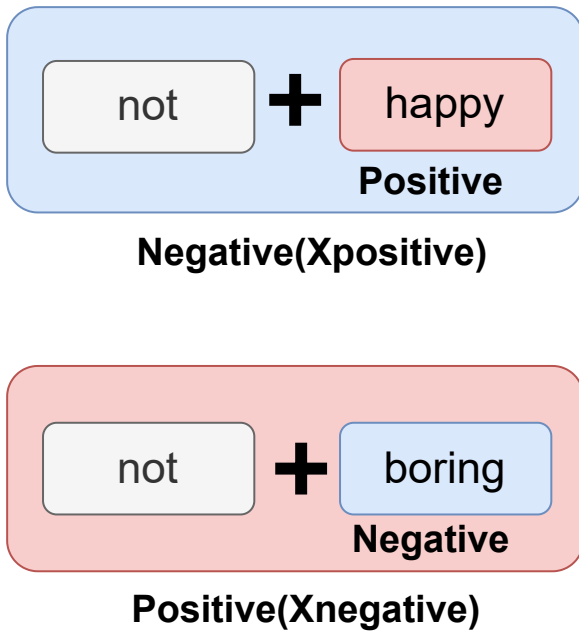 not + happy
Positive
Negative(Xpositive)
not + boring
Negative
Positive(Xnegative)